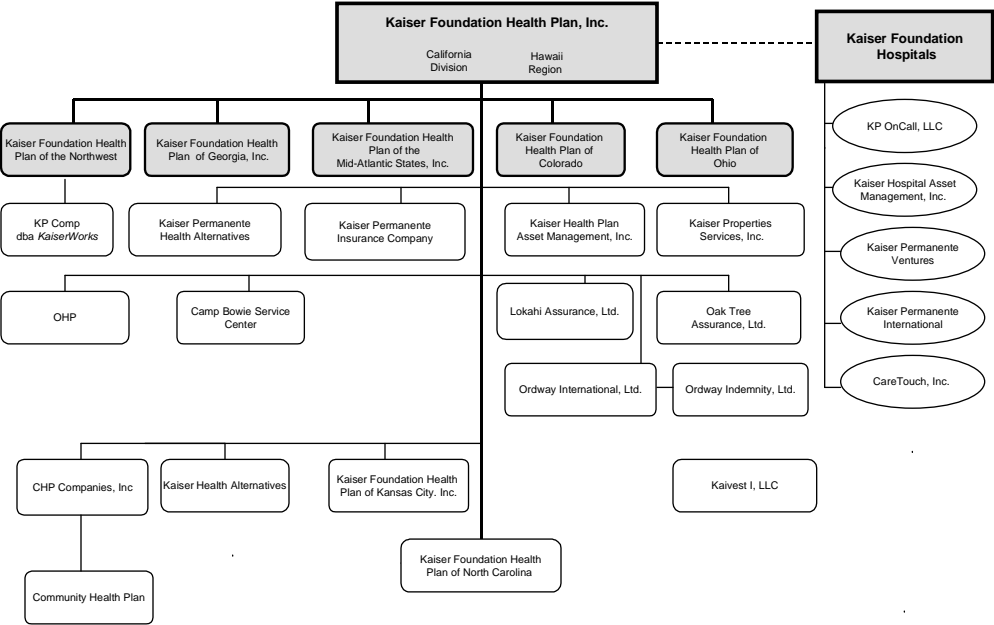 Kaiser Foundation Health Plan, Inc.
California
Division
Hawaii
Region
Kaiser Foundation
Hospitals
Kaiser Foundation Health
Plan of the Northwest
Kaiser Foundation Health
Plan of Georgia, Inc.
Kaiser Foundation Health
Plan of the
Mid-Atlantic States, Inc.
Kaiser Foundation
Health Plan of
Colorado
Kaiser Foundation
Health Plan of
Ohio
KP OnCall, LLC
KP Comp
dba KaiserWorks
Kaiser Permanente
Health Alternatives
Kaiser Permanente
Insurance Company
Kaiser Health Plan
Asset Management, Inc.
Kaiser Properties
Services, Inc.
Kaiser Hospital Asset
Management, Inc.
Kaiser Permanente
Ventures
OHP
Camp Bowie Service
Center
Lokahi Assurance, Ltd.
Oak Tree
Assurance, Ltd.
Kaiser Permanente
International
Ordway International, Ltd.
Ordway Indemnity, Ltd.
CareTouch, Inc.
CHP Companies, Inc
Kaiser Health Alternatives
Kaiser Foundation Health
Plan of Kansas City. Inc.
Kaivest I, LLC
Kaiser Foundation Health
Plan of North Carolina
Community Health Plan